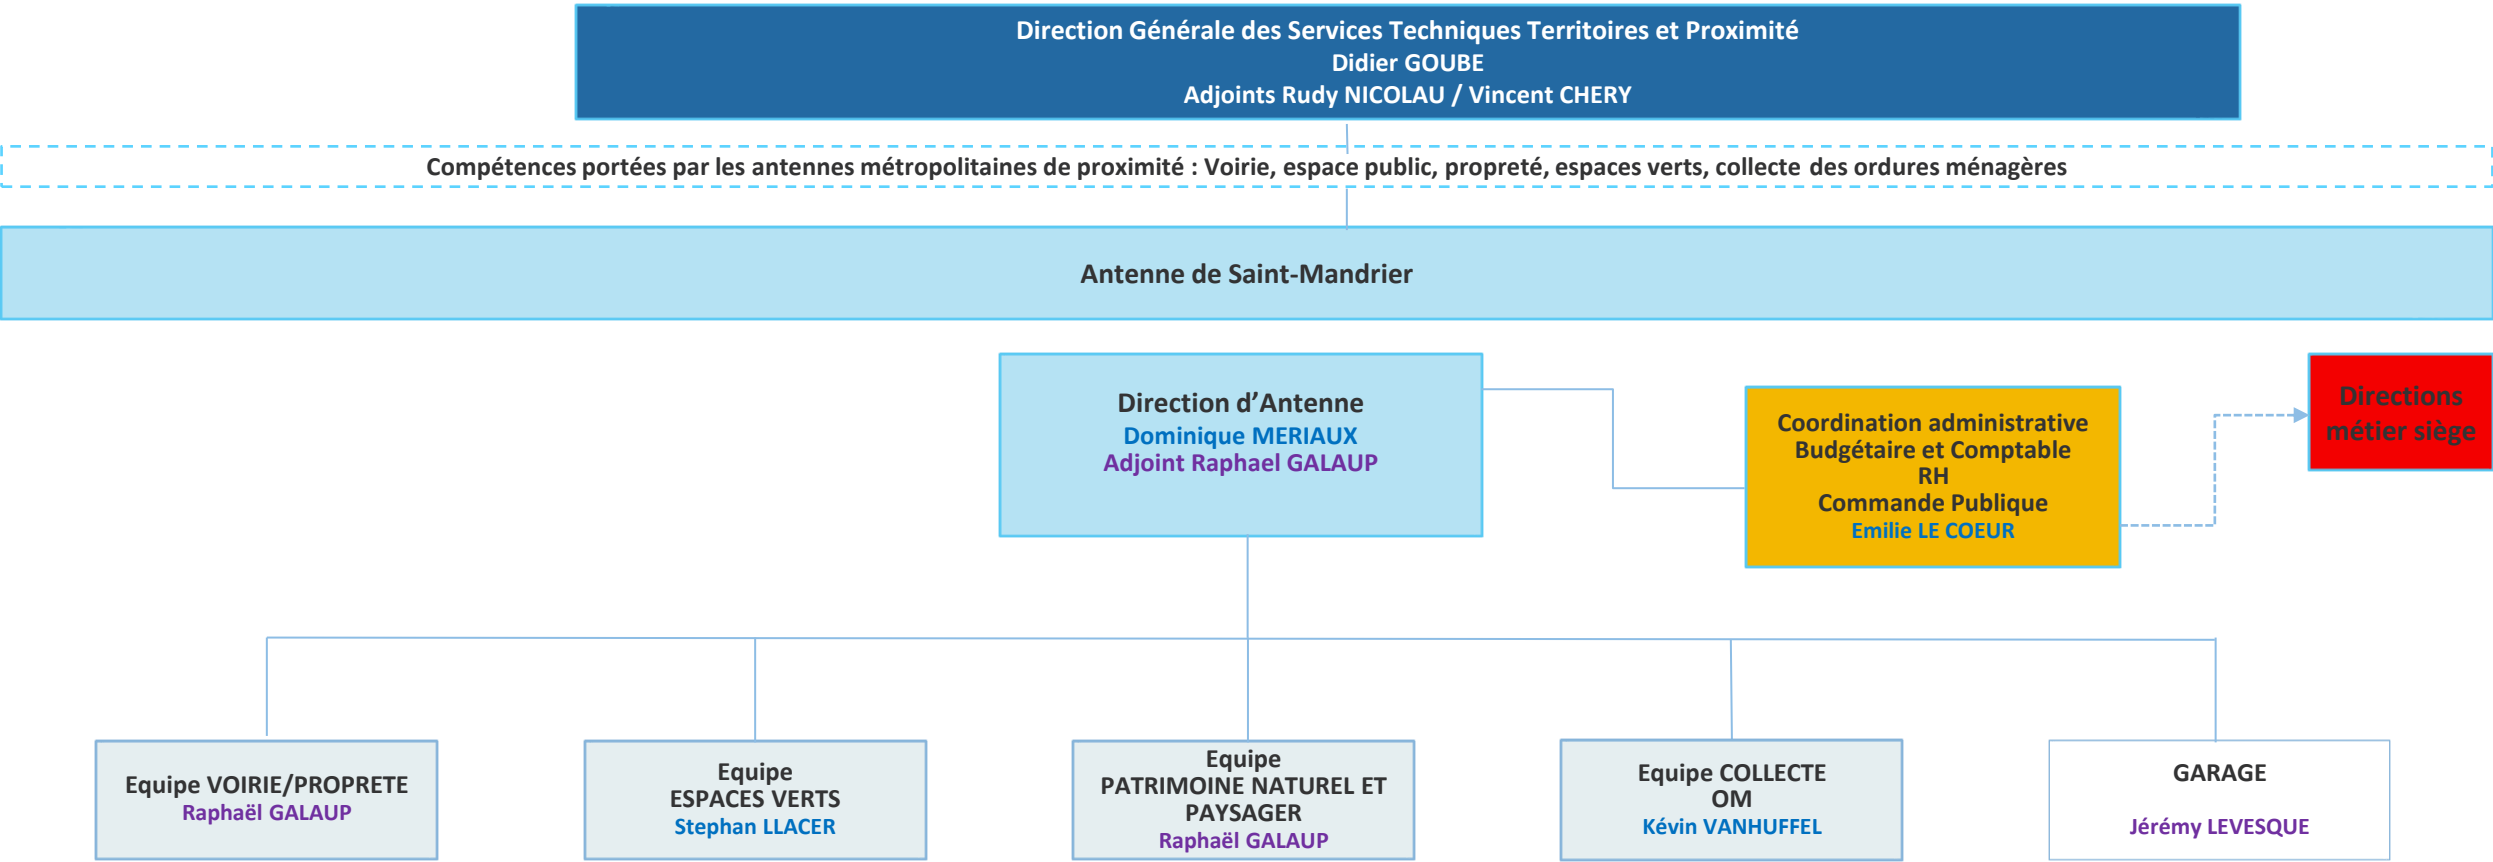 Direction Générale des Services Techniques Territoires et Proximité
Didier GOUBE
Adjoints Rudy NICOLAU / Vincent CHERY
Compétences portées par les antennes métropolitaines de proximité : Voirie, espace public, propreté, espaces verts, collecte des ordures ménagères
Antenne de Saint-Mandrier
Direction d’Antenne
Dominique MERIAUX
Adjoint Raphael GALAUP
Coordination administrative
Budgétaire et Comptable
RH
Commande Publique
Emilie LE COEUR
Directions
métier siège
Equipe VOIRIE/PROPRETE
Raphaël GALAUP
Equipe
ESPACES VERTS
Stephan LLACER
Equipe
PATRIMOINE NATUREL ET
PAYSAGER
Raphaël GALAUP
Equipe COLLECTE
OM
Kévin VANHUFFEL
GARAGE
Jérémy LEVESQUE